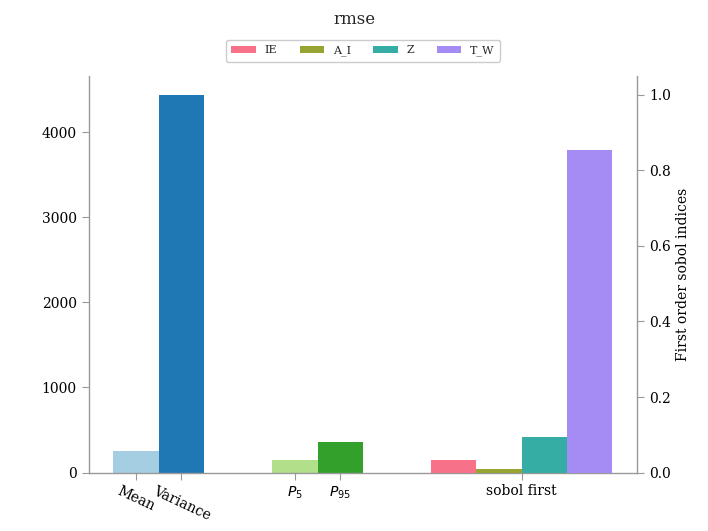 rmse
IE A_I Z T_W
4000
3000
2000
1000
0
1.0
0.8
0.6
0.4
0.2
0.0
First order sobol indices
Mean
Variance
P5
P95
sobol first